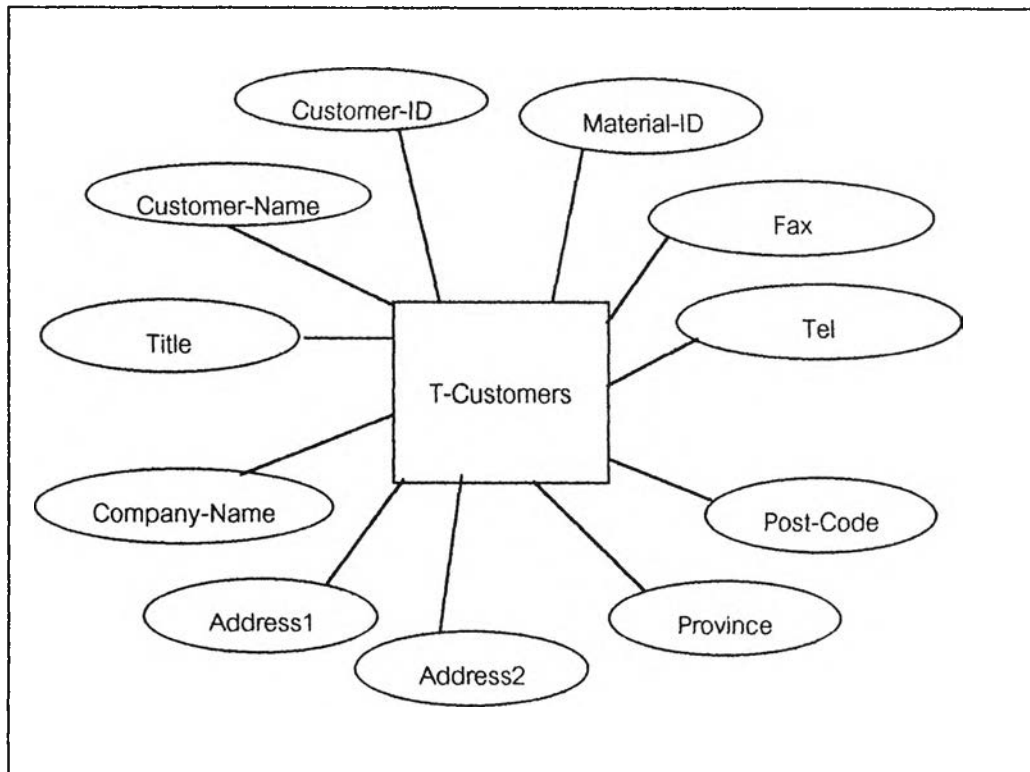 Customer-ID
Material-ID
Customer-Name
Fax
Title
Tel
T-Customers
Company-Name
Post-Code
Address1
Province
Address2